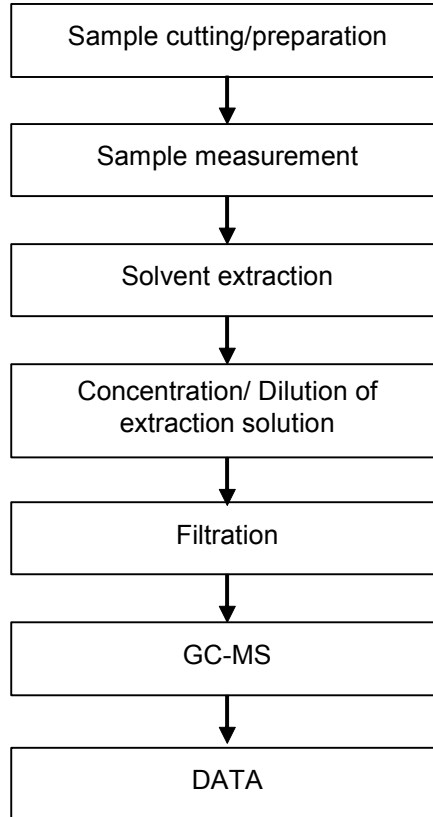 Sample cutting/preparation
Sample measurement
Solvent extraction
Concentration/ Dilution of
extraction solution
Filtration
GC-MS
DATA